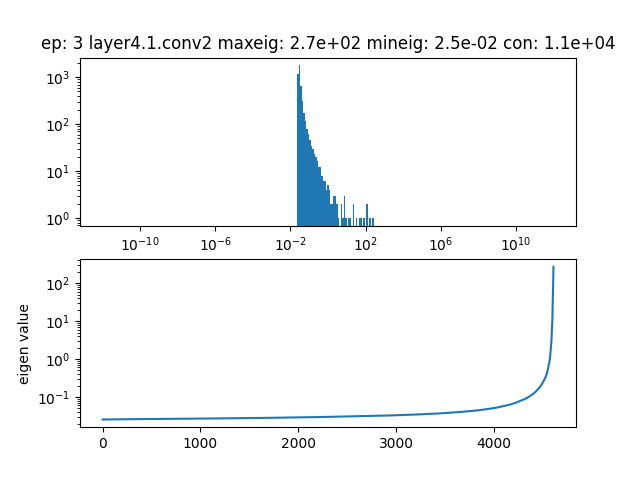 ep: 3 layer4.1.conv2 maxeig: 2.7e+02 mineig: 2.5e-02 con: 1.1e+04
10³
10²
10¹
10⁰
10⁻¹⁰ 10⁻⁶ 10⁻² 10² 10⁶ 10¹⁰
eigen value
10²
10¹
10⁰
10⁻¹
0 1000 2000 3000 4000